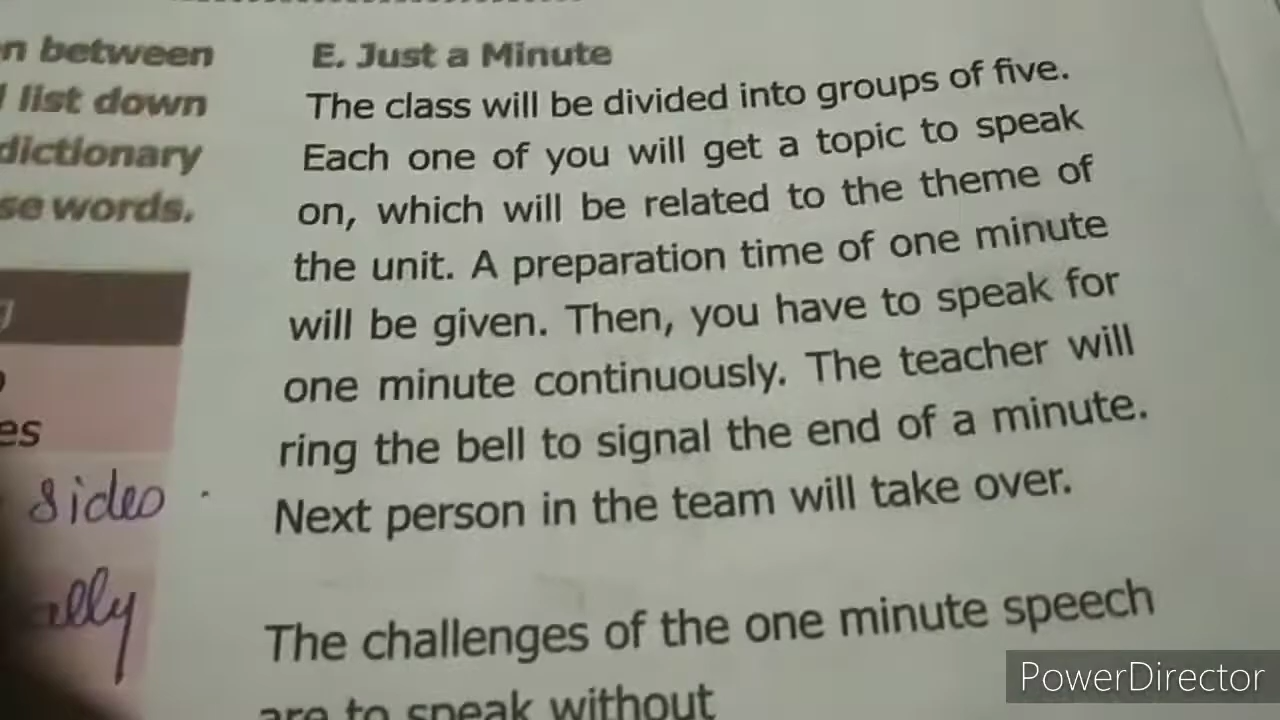 n between
list down
dictionary
se words.
E. Just a Minute
The class will be divided into groups of five.
Each one of you will get a topic to speak
on, which will be related to the theme of
the unit. A preparation time of one minute
will be given. Then, you have to speak for
one minute continuously. The teacher will
ring the bell to signal the end of a minute.
Next person in the team will take over.
The challenges of the one minute speech
are to speak without
es
sides
ally
PowerDirector